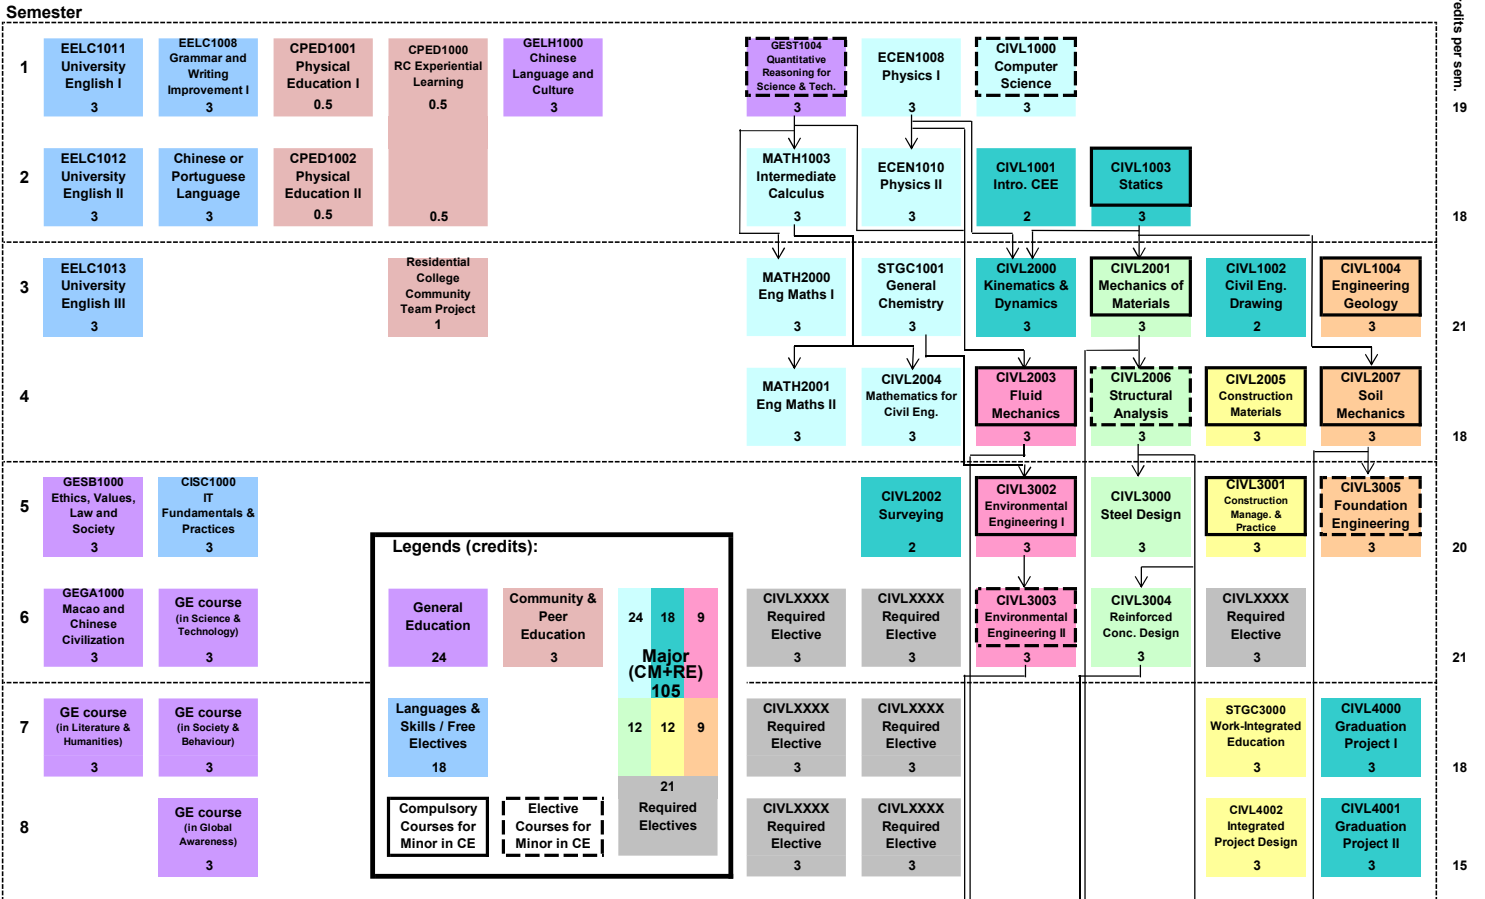 Semester
redits per sem.
1
EELC1011
University
English I
3
EELC1008
Grammar and
Writing
Improvement I
3
CPED1001
Physical
Education I
0.5
CPED1000
RC Experiential
Learning
0.5
GELH1000
Chinese
Language and
Culture
3
GEST1004
Quantitative
Reasoning for
Science & Tech.
3
ECEN1008
Physics I
3
CIVL1000
Computer
Science
3
19
2
EELC1012
University
English II
3
Chinese or
Portuguese
Language
3
CPED1002
Physical
Education II
0.5
0.5
MATH1003
Intermediate
Calculus
3
ECEN1010
Physics II
3
CIVL1001
Intro. CEE
2
CIVL1003
Statics
3
18
3
EELC1013
University
English III
3
Residential
College
Community
Team Project
1
MATH2000
Eng Maths I
3
STGC1001
General
Chemistry
3
CIVL2000
Kinematics &
Dynamics
3
CIVL2001
Mechanics of
Materials
3
CIVL1002
Civil Eng.
Drawing
2
CIVL1004
Engineering
Geology
3
21
4
MATH2001
Eng Maths II
3
CIVL2004
Mathematics for
Civil Eng.
3
CIVL2003
Fluid
Mechanics
3
CIVL2006
Structural
Analysis
3
CIVL2005
Construction
Materials
3
CIVL2007
Soil
Mechanics
3
18
5
GESB1000
Ethics, Values,
Law and
Society
3
CISC1000
IT
Fundamentals &
Practices
3
CIVL2002
Surveying
2
CIVL3002
Environmental
Engineering I
3
CIVL3000
Steel Design
3
CIVL3001
Construction
Manage. &
Practice
3
CIVL3005
Foundation
Engineering
3
20
6
GEGA1000
Macao and
Chinese
Civilization
3
GE course
(in Science &
Technology)
3
CIVLXXXX
Required
Elective
3
CIVLXXXX
Required
Elective
3
CIVL3003
Environmental
Engineering II
3
CIVL3004
Reinforced
Conc. Design
3
CIVLXXXX
Required
Elective
3
21
7
GE course
(in Literature &
Humanities)
3
GE course
(in Society &
Behaviour)
3
CIVLXXXX
Required
Elective
3
CIVLXXXX
Required
Elective
3
STGC3000
Work-Integrated
Education
3
CIVL4000
Graduation
Project I
3
18
8
GE course
(in Global
Awareness)
3
CIVLXXXX
Required
Elective
3
CIVLXXXX
Required
Elective
3
CIVL4002
Integrated
Project Design
3
CIVL4001
Graduation
Project II
3
15
Legends (credits):
General
Education
24
Community &
Peer
Education
3
24 18 9
Major
(CM+RE)
105
Languages &
Skills / Free
Electives
18
12 12 9
21
Required
Electives
Compulsory
Courses for
Minor in CE
Elective
Courses for
Minor in CE